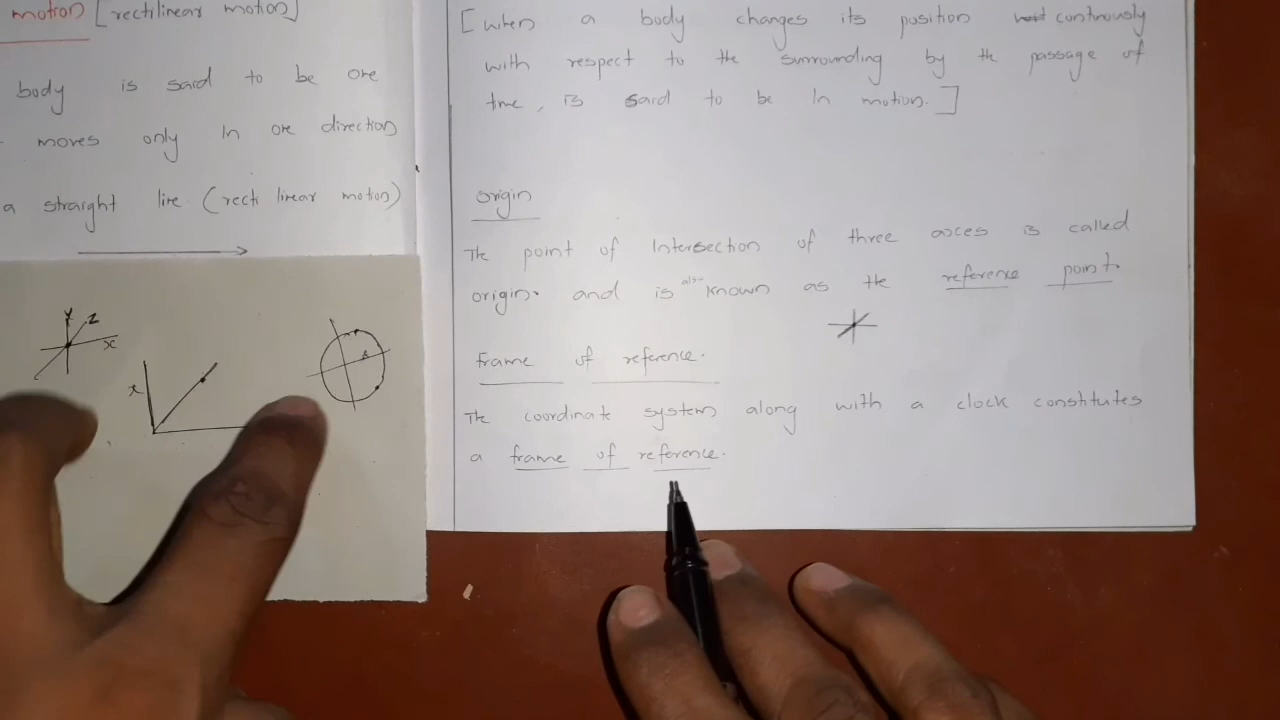 motion [rectilinear motion]
body is said to be one
moves only in one direction
a straight line (recti linear motion)
Y Z
X
x
[when a body changes its position continously
with respect to the surrounding by the passage of
time, is said to be in motion.]
origin
The point of Intersection of three axces is called
origin. and is also known as the reference point.
Frame of reference.
The coordinate system along with a clock constitutes
a frame of reference.